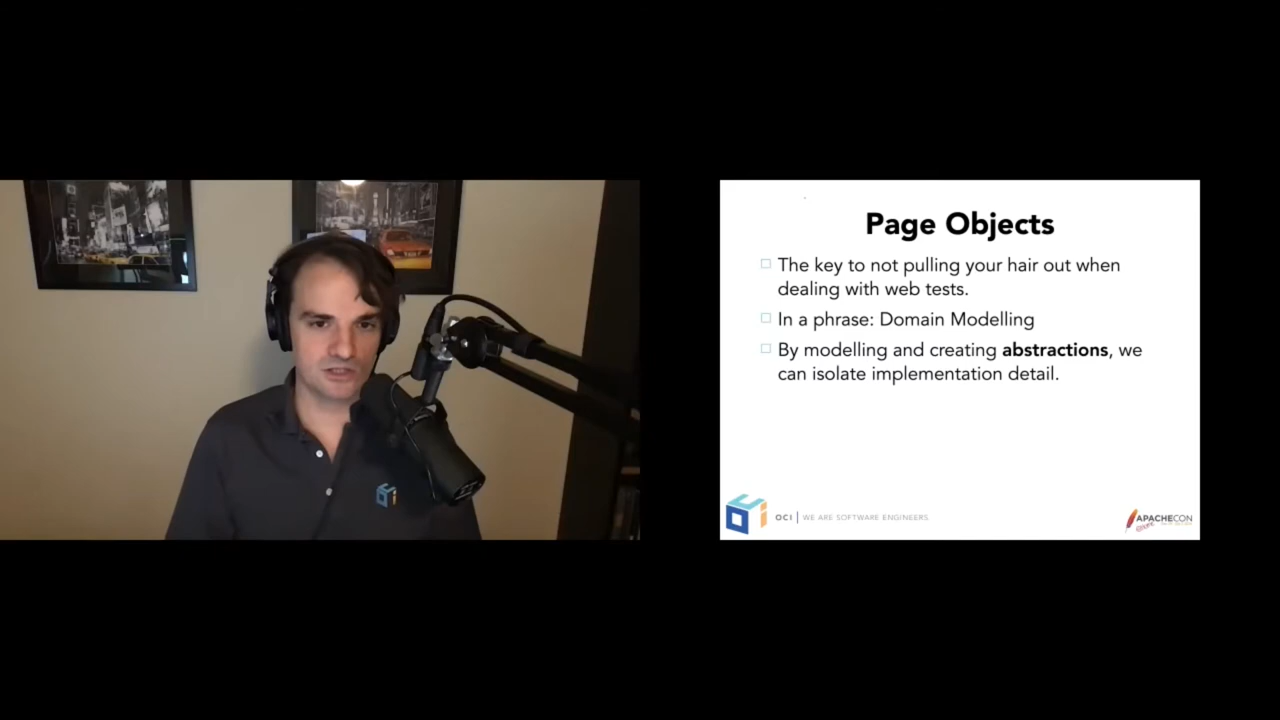 Page Objects
The key to not pulling your hair out when
dealing with web tests.
In a phrase: Domain Modelling
By modelling and creating abstractions, we
can isolate implementation detail.
OCI | WE ARE SOFTWARE ENGINEERS
APACHECON